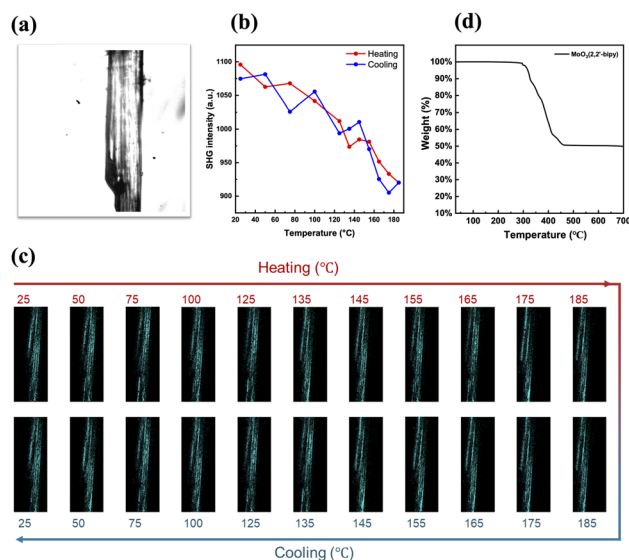 (a)
(b)
(d)
Heating
Cooling
SHG intensity (a.u.)
1100
1050
1000
950
900
20 40 60 80 100 120 140 160 180
Temperature (°C)
MoO₃(2,2'-bipy)
Weight (%)
100%
90%
80%
70%
60%
50%
40%
30%
20%
10%
100 200 300 400 500 600 700
Temperature (℃)
(c)
Heating (℃)
25 50 75 100 125 135 145 155 165 175 185
25 50 75 100 125 135 145 155 165 175 185
Cooling (℃)